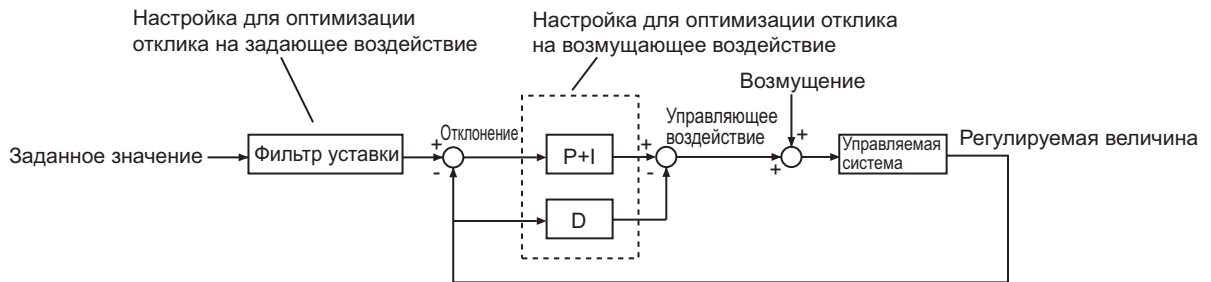 Настройка для оптимизации
отклика на задающее воздействие
Настройка для оптимизации отклика
на возмущающее воздействие
Возмущение
Заданное значение
Фильтр уставки
+
-
Отклонение
P+I
D
+
-
Управляющее
воздействие
+
+
Управляемая
система
Регулируемая величина